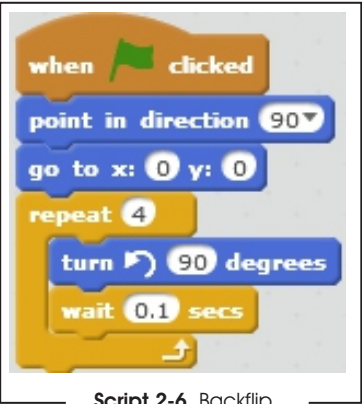 when clicked
point in direction 90
go to x: 0 y: 0
repeat 4
turn 90 degrees
wait 0.1 secs
Script 2-6 Backflip